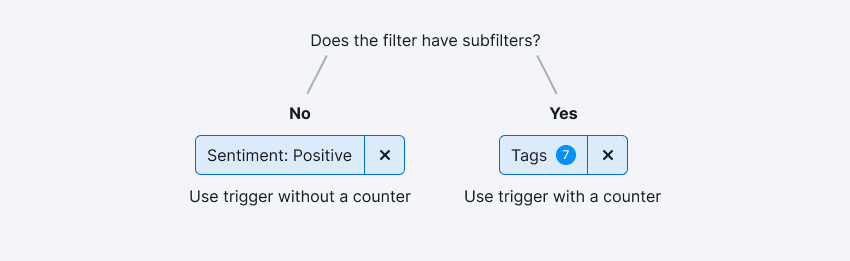 Does the filter have subfilters?
No
Yes
Sentiment: Positive
Tags 7
Use trigger without a counter
Use trigger with a counter